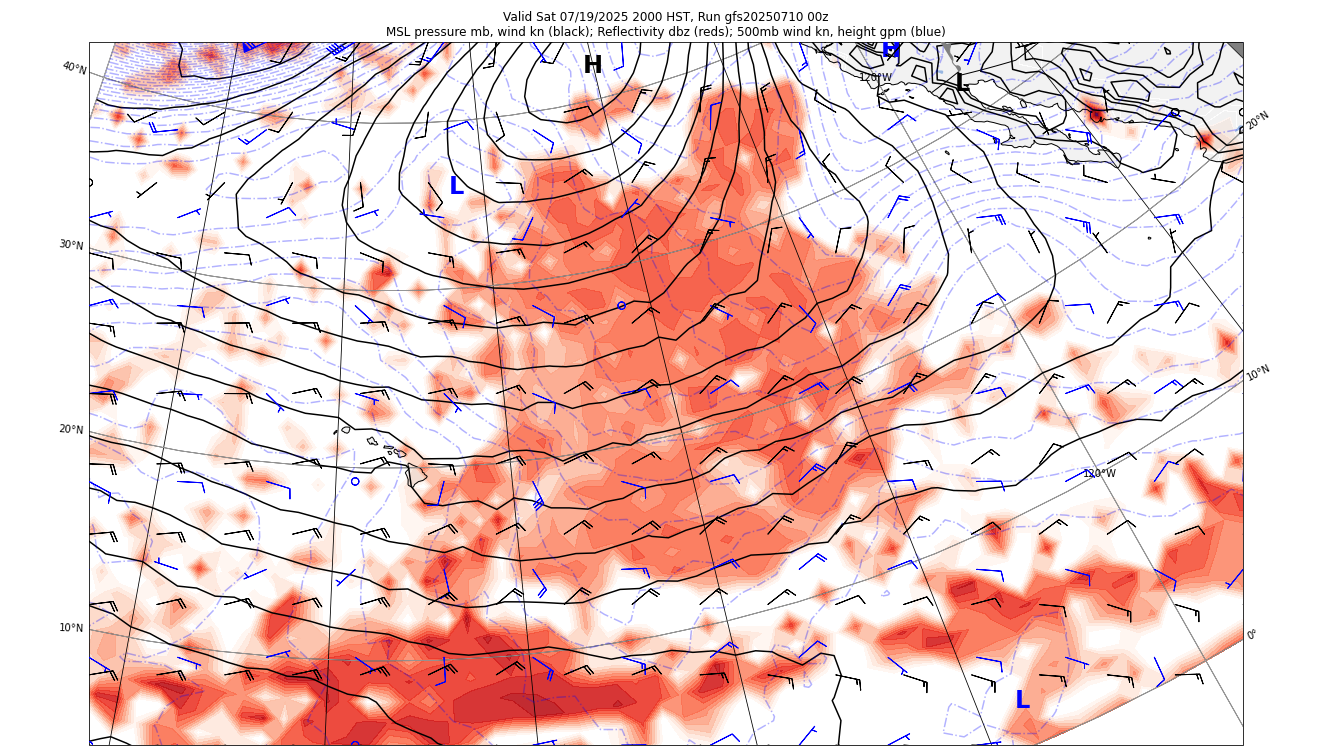 Valid Sat 07/19/2025 2000 HST, Run gfs20250710 00z
MSL pressure mb, wind kn (black); Reflectivity dbz (reds); 500mb wind kn, height gpm (blue)
H
H
L
120°W
40°N
20°N
L
30°N
10°N
20°N
120°W
10°N
0°
L